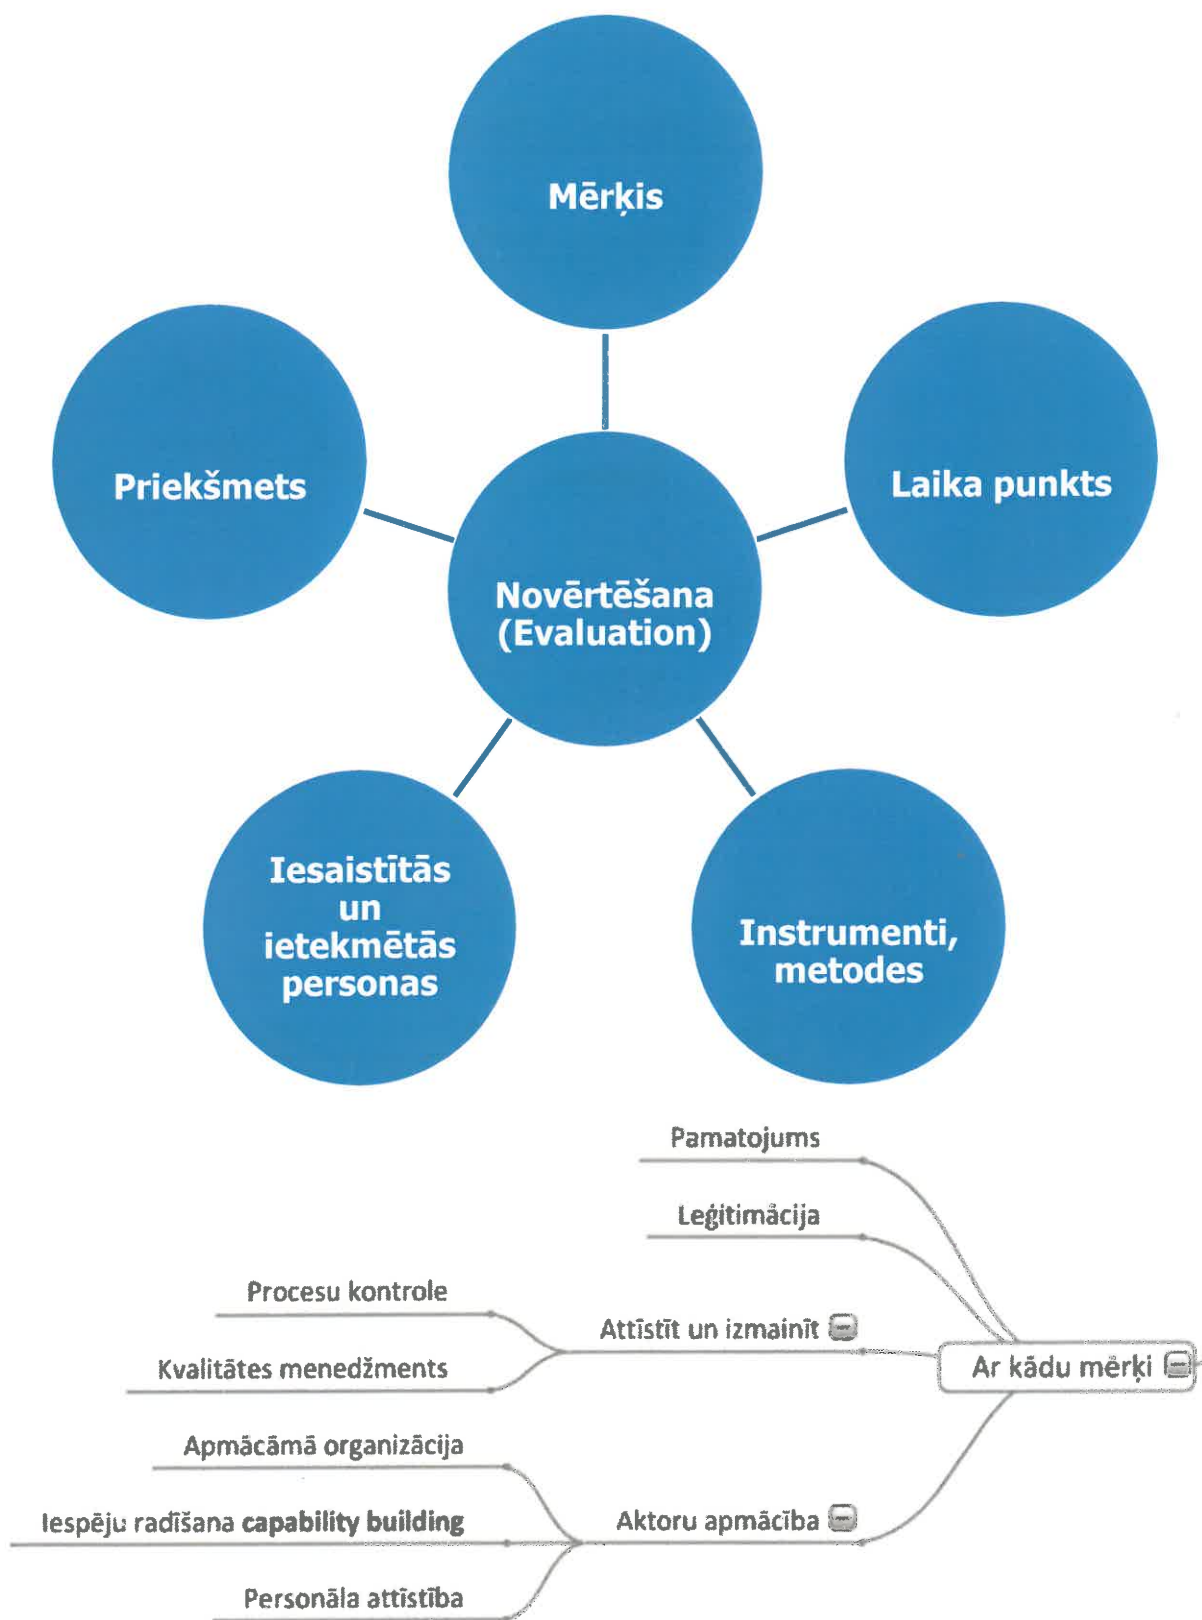 Mērķis
Priekšmets
Laika punkts
Novērtēšana
(Evaluation)
Iesaistītās
un
ietekmētās
personas
Instrumenti,
metodes
Pamatojums
Leģitimācija
Procesu kontrole
Attīstīt un izmainīt
Kvalitātes menedžments
Ar kādu mērķi
Apmācāmā organizācija
Iespēju radīšana capability building
Aktoru apmācība
Personāla attīstība